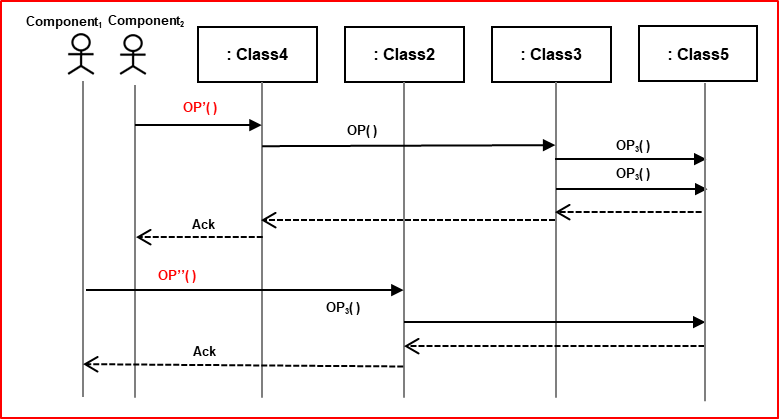 Component₁
Component₂
: Class4
: Class2
: Class3
: Class5
OP’( )
OP( )
OP₃( )
OP₃( )
Ack
OP’’( )
OP₃( )
Ack